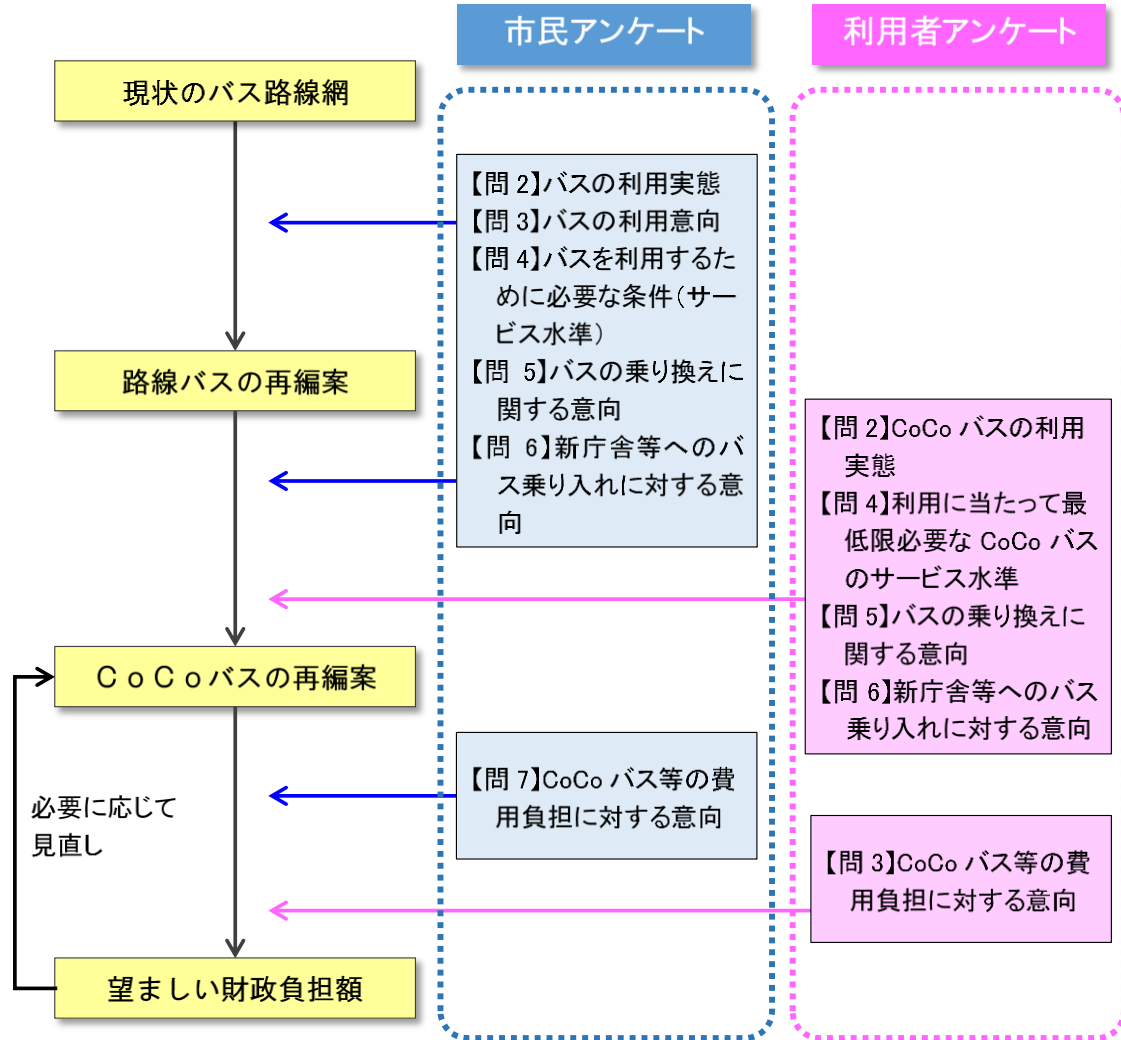 市民アンケート
利用者アンケート
現状のバス路線網
【問 2】バスの利用実態
【問 3】バスの利用意向
【問 4】バスを利用するた
めに必要な条件（サー
ビス水準）
【問 5】バスの乗り換えに
関する意向
【問 6】新庁舎等へのバ
ス乗り入れに対する意
向
路線バスの再編案
【問 2】CoCo バスの利用
実態
【問 4】利用に当たって最
低限必要な CoCo バス
のサービス水準
【問 5】バスの乗り換えに
関する意向
【問 6】新庁舎等へのバス
乗り入れに対する意向
ＣｏＣｏバスの再編案
【問 7】CoCo バス等の費
用負担に対する意向
必要に応じて
見直し
【問 3】CoCo バス等の費
用負担に対する意向
望ましい財政負担額